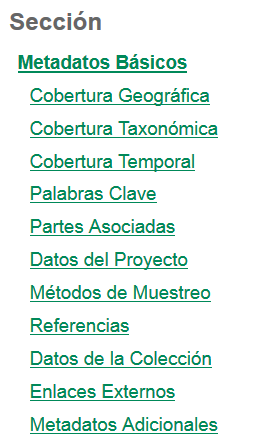 Sección
Metadatos Básicos
Cobertura Geográfica
Cobertura Taxonómica
Cobertura Temporal
Palabras Clave
Partes Asociadas
Datos del Proyecto
Métodos de Muestreo
Referencias
Datos de la Colección
Enlaces Externos
Metadatos Adicionales